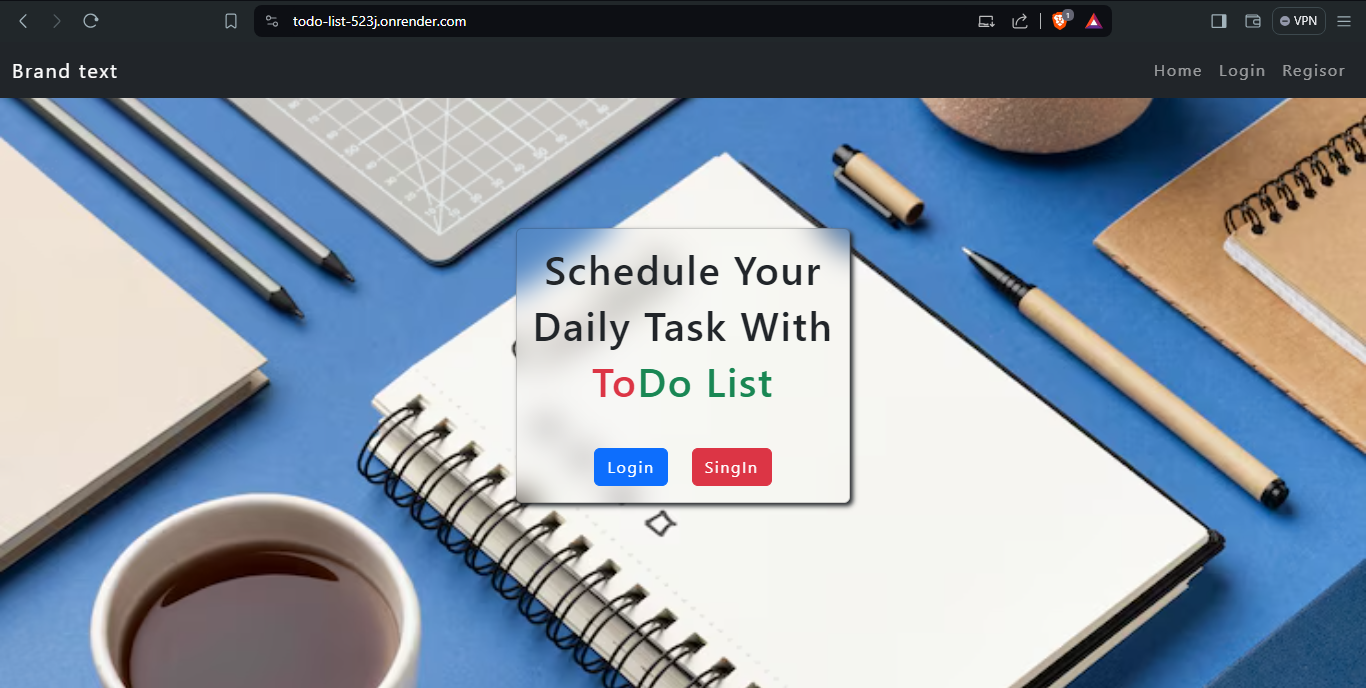 todo-list-523j.onrender.com
1
VPN
Brand text
Home Login Regisor
Schedule Your
Daily Task With
ToDo List
Login SingIn